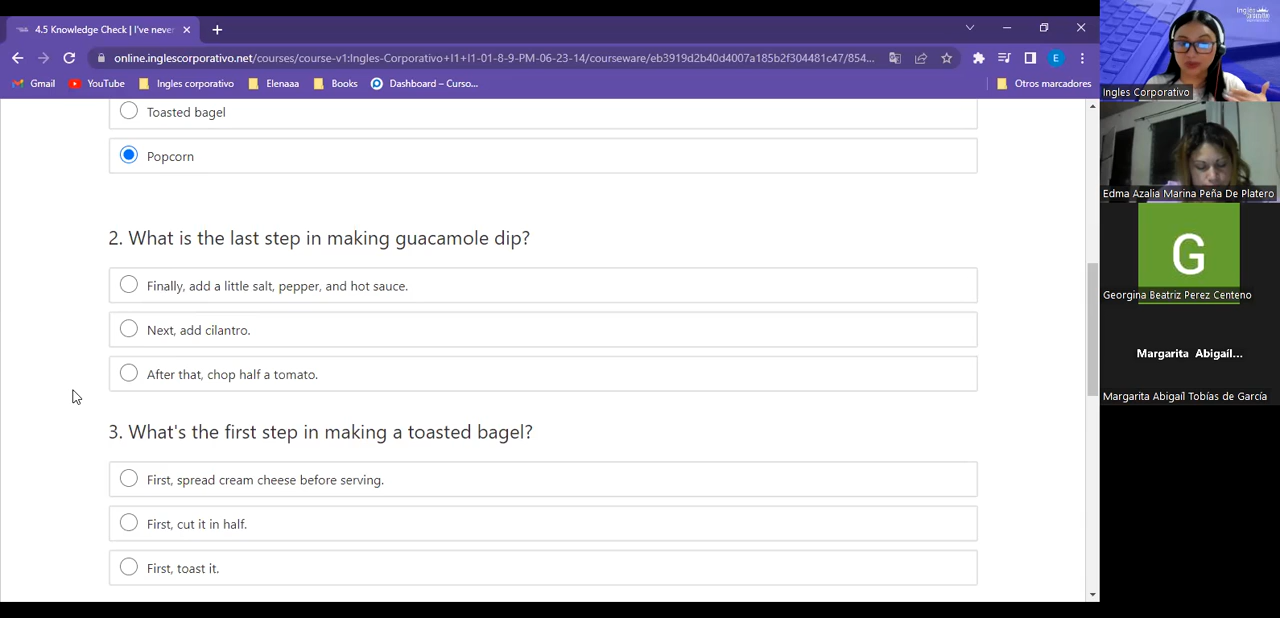 4.5 Knowledge Check | I've never
online.inglescorporativo.net/courses/course-v1:Ingles-Corporativo+I1+I1-01-8-9-PM-06-23-14/courseware/eb3919d2b40d4007a185b2f304481c47/854...
E
Gmail YouTube Ingles corporativo Elenaaa Books Dashboard – Curso... Otros marcadores
Toasted bagel
Popcorn
2. What is the last step in making guacamole dip?
Finally, add a little salt, pepper, and hot sauce.
Next, add cilantro.
After that, chop half a tomato.
3. What's the first step in making a toasted bagel?
First, spread cream cheese before serving.
First, cut it in half.
First, toast it.
Ingles Corporativo
Edma Azalia Marina Peña De Platero
G
Georgina Beatriz Perez Centeno
Margarita Abigaíl...
Margarita Abigaíl Tobías de García